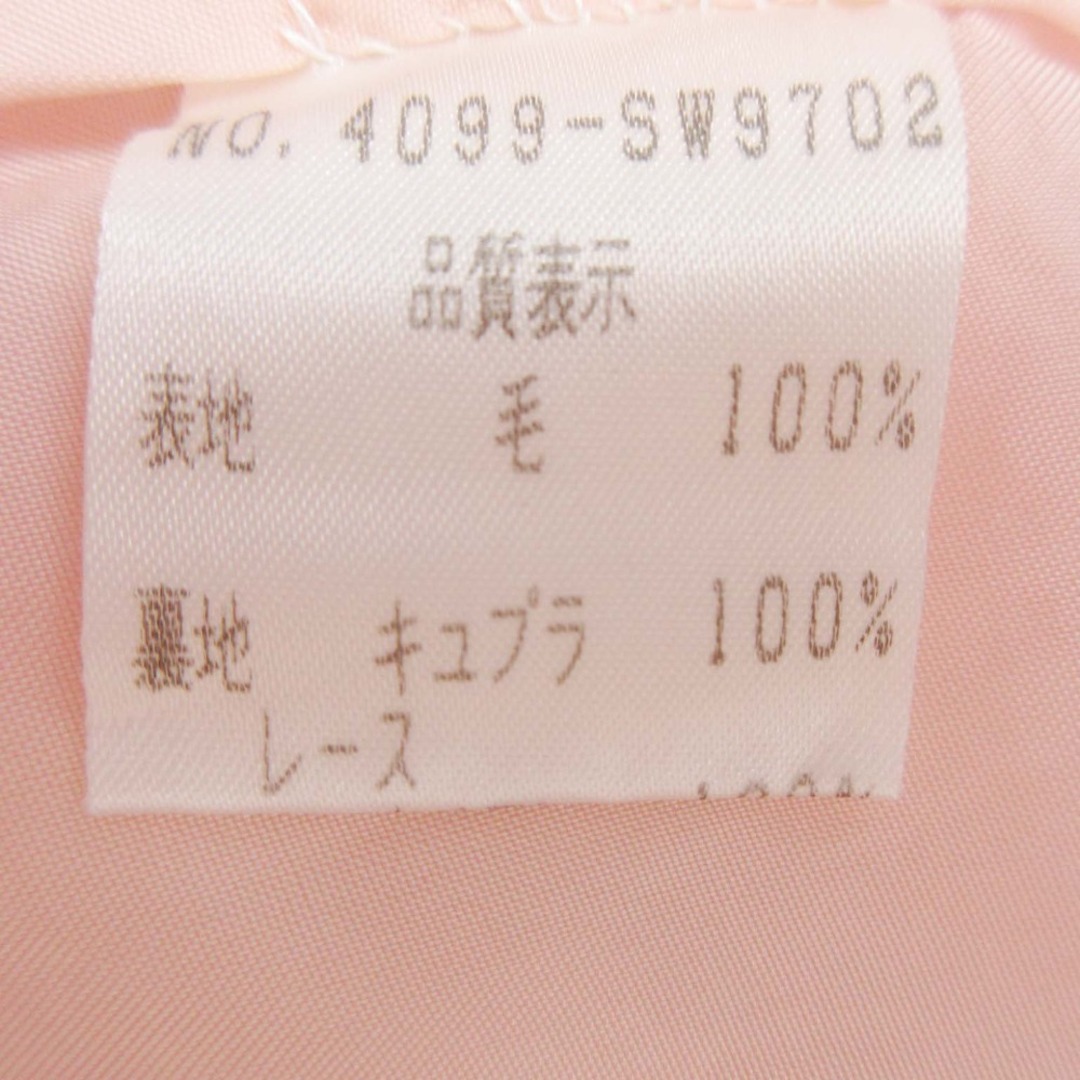 NO. 4099-SW9702
品質表示
表地 毛 100%
裏地 キュプラ 100%
レース